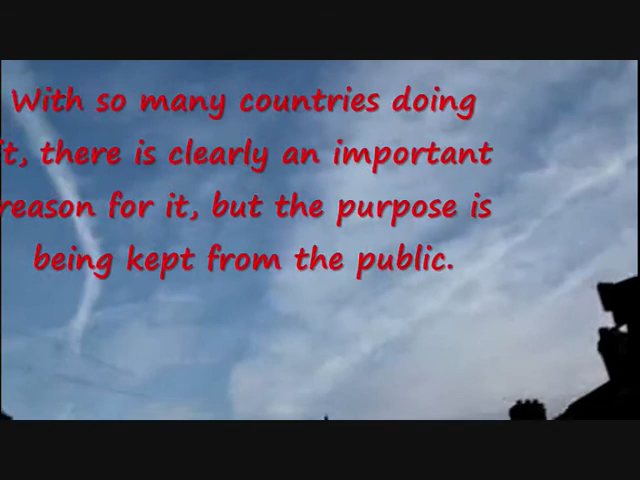 With so many countries doing
it, there is clearly an important
reason for it, but the purpose is
being kept from the public.